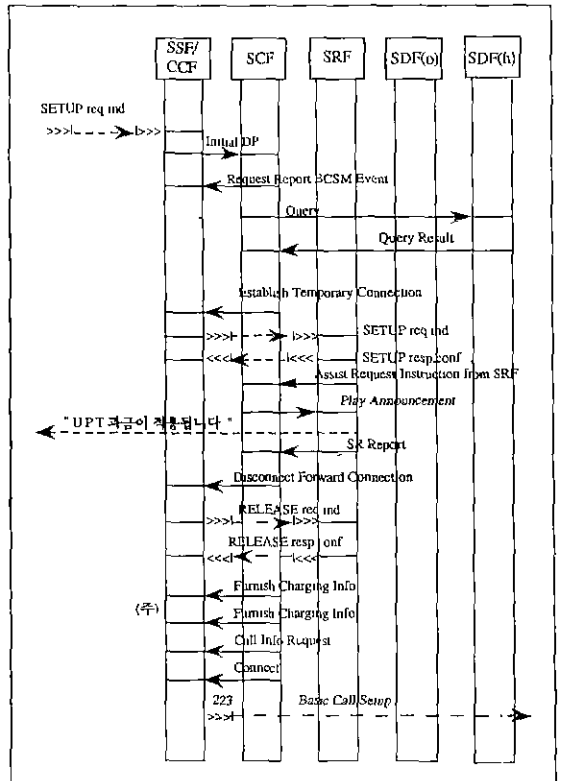 SSF/
CCF
SCF
SRF
SDF(o)
SDF(h)
SETUP req ind
>>>|- - - ->|>>>
Initial DP
Request Report BCSM Event
Query
Query Result
Establish Temporary Connection
>>>| |>>> SETUP req ind
<<< |<<< SETUP resp conf
Assist Request Instruction from SRF
Play Announcement
" UPT 과금이 적용됩니다 "
SR Report
Disconnect Forward Connection
RELEASE req ind
>>>| |>>>
RELEASE resp conf
<<<| |<<<
Furnish Charging Info
(주)
Furnish Charging Info
Call Info Request
Connect
223
>>>|
Basic Call Setup